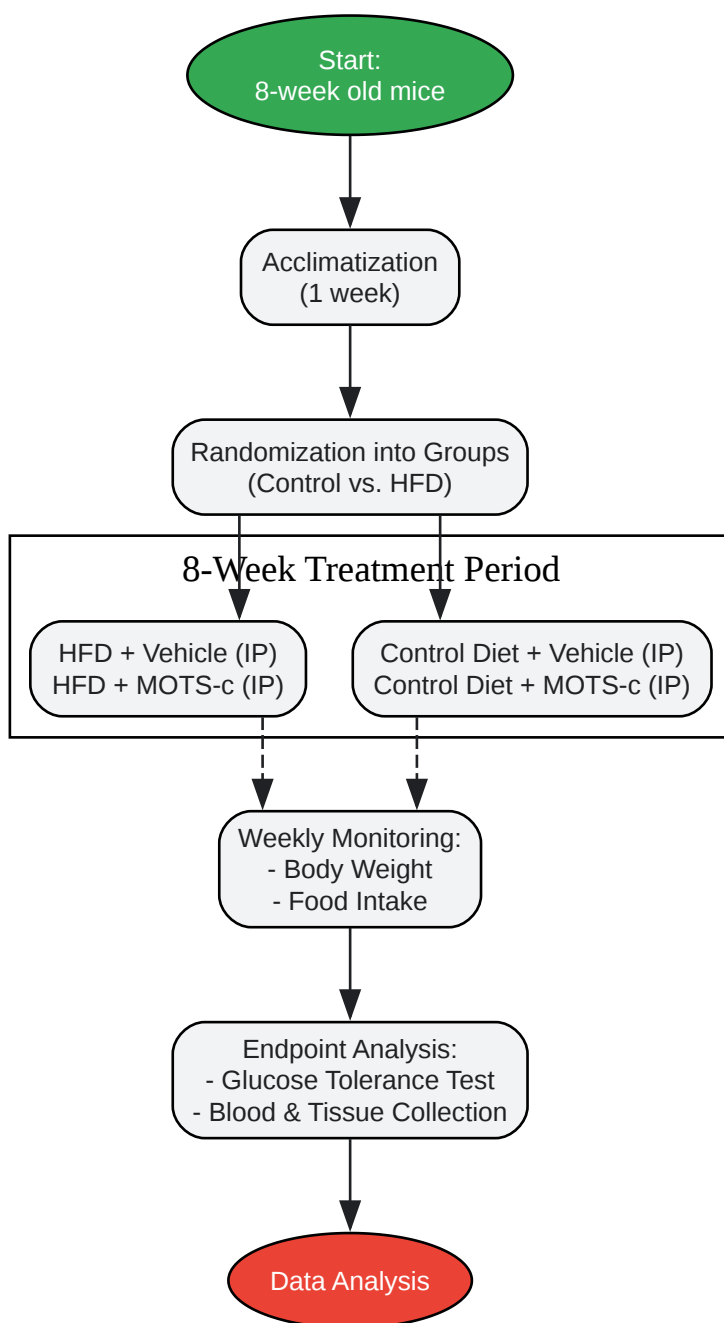 Start:
8-week old mice
Acclimatization
(1 week)
Randomization into Groups
(Control vs. HFD)
8-Week Treatment Period
HFD + Vehicle (IP)
HFD + MOTS-c (IP)
Control Diet + Vehicle (IP)
Control Diet + MOTS-c (IP)
Weekly Monitoring:
- Body Weight
- Food Intake
Endpoint Analysis:
- Glucose Tolerance Test
- Blood & Tissue Collection
Data Analysis